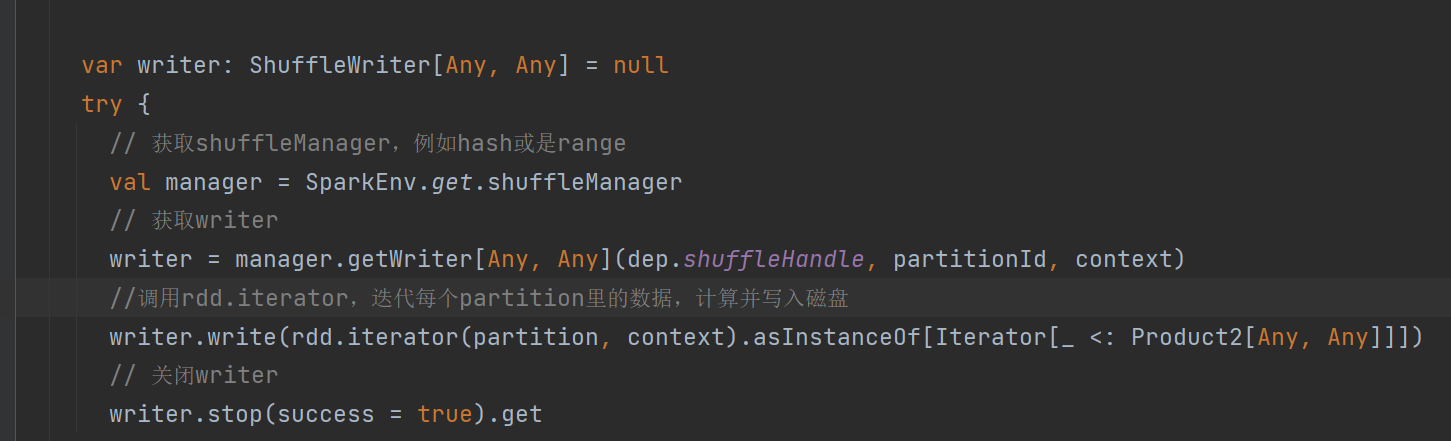 var writer: ShuffleWriter[Any, Any] = null
try {
// 获取shuffleManager，例如hash或是range
val manager = SparkEnv.get.shuffleManager
// 获取writer
writer = manager.getWriter[Any, Any](dep.shuffleHandle, partitionId, context)
//调用rdd.iterator，迭代每个partition里的数据，计算并写入磁盘
writer.write(rdd.iterator(partition, context).asInstanceOf[Iterator[_ <: Product2[Any, Any]]])
// 关闭writer
writer.stop(success = true).get